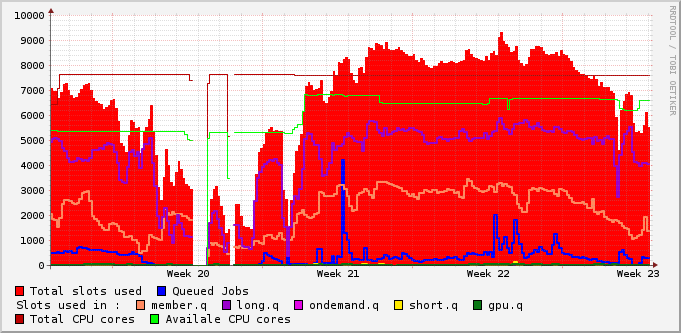 10000
9000
8000
7000
6000
5000
4000
3000
2000
1000
0
Week 20 Week 21 Week 22 Week 23
Total slots used Queued Jobs
Slots used in : member.q long.q ondemand.q short.q gpu.q
Total CPU cores Availale CPU cores
RRDTOOL / TOBI OETIKER